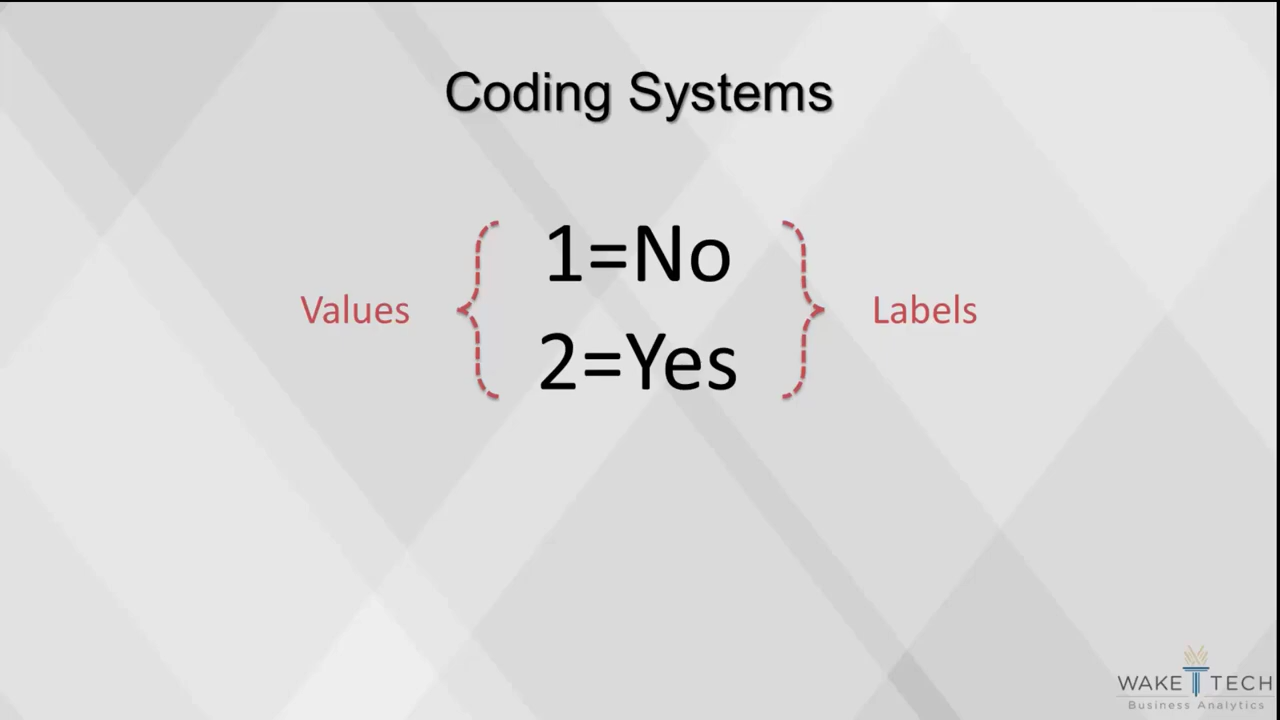 Coding Systems
1=No
Values
Labels
2=Yes
WAKE TECH
Business Analytics